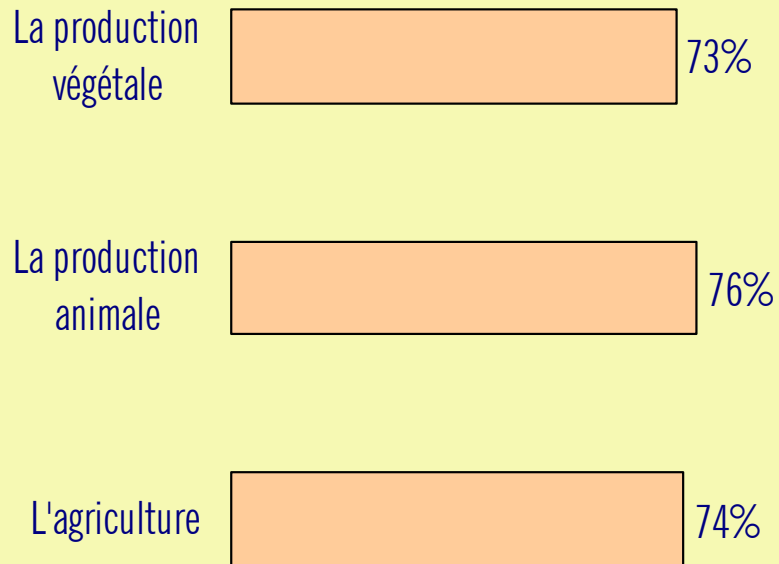 La production
végétale
73%
La production
animale
76%
L'agriculture
74%